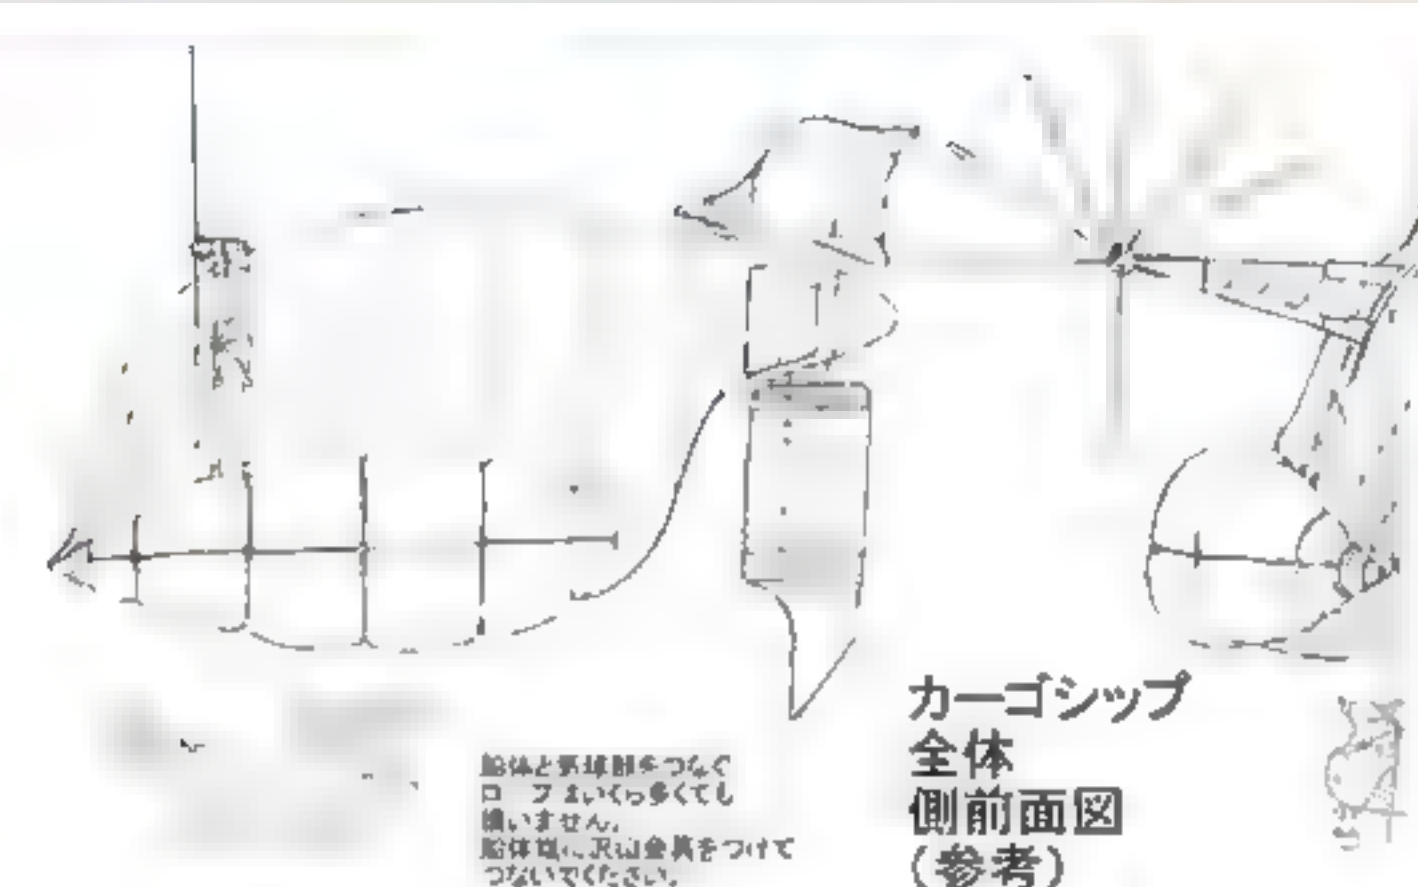 船体と気球部をつなぐ
ロープはいくら多くても
構いません。
船体端に沢山金具をつけて
つないでください。
カーゴシップ
全体
側前面図
(参考)